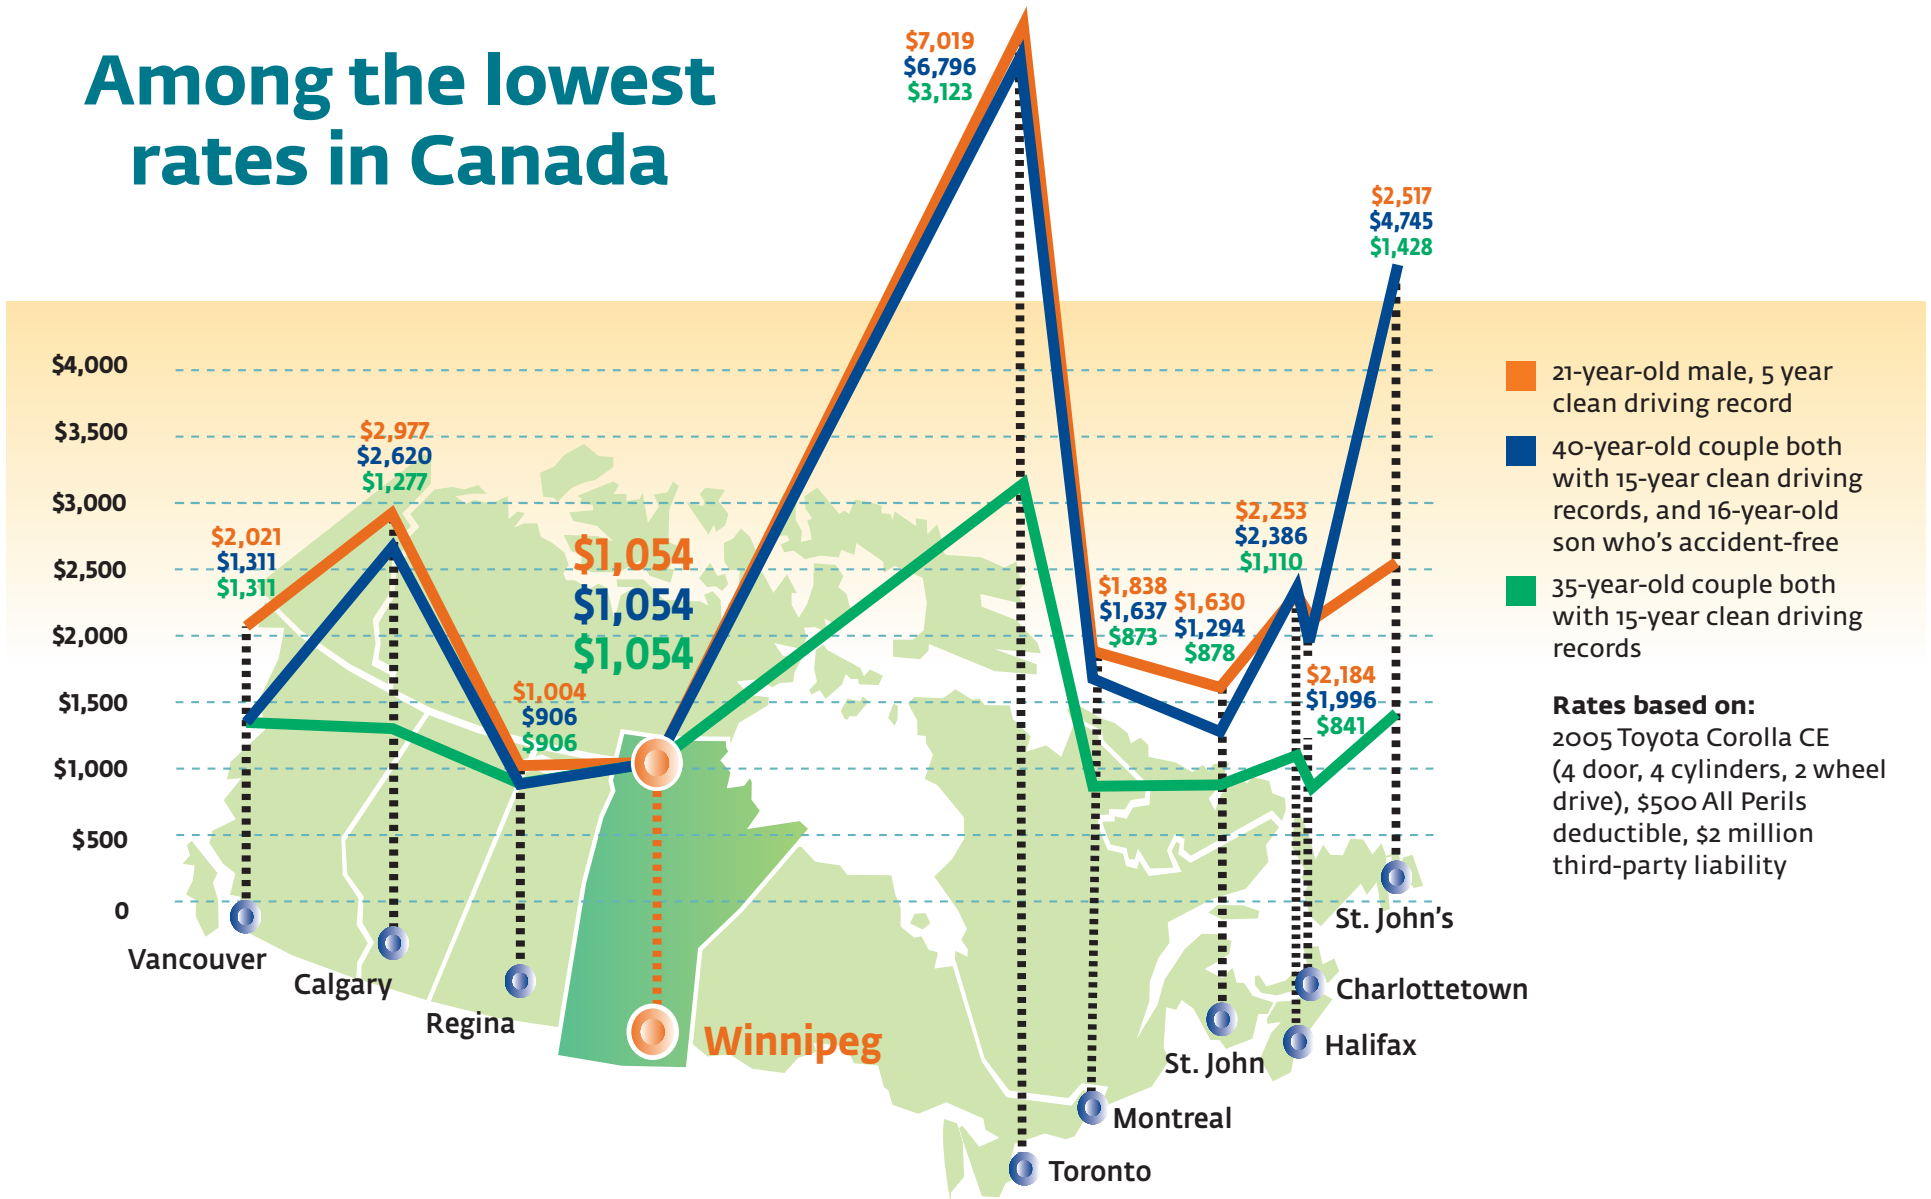 Among the lowest
rates in Canada
$7,019
$6,796
$3,123
$2,517
$4,745
$1,428
$4,000
$3,500
$3,000
$2,500
$2,000
$1,500
$1,000
$500
0
$2,021
$1,311
$1,311
$2,977
$2,620
$1,277
$1,004
$906
$906
$1,054
$1,054
$1,054
$1,838
$1,637
$873
$1,630
$1,294
$878
$2,253
$2,386
$1,110
$2,184
$1,996
$841
21-year-old male, 5 year
clean driving record
40-year-old couple both
with 15-year clean driving
records, and 16-year-old
son who's accident-free
35-year-old couple both
with 15-year clean driving
records
Rates based on:
2005 Toyota Corolla CE
(4 door, 4 cylinders, 2 wheel
drive), $500 All Perils
deductible, $2 million
third-party liability
Vancouver
Calgary
Regina
Winnipeg
Toronto
Montreal
St. John
Halifax
Charlottetown
St. John's